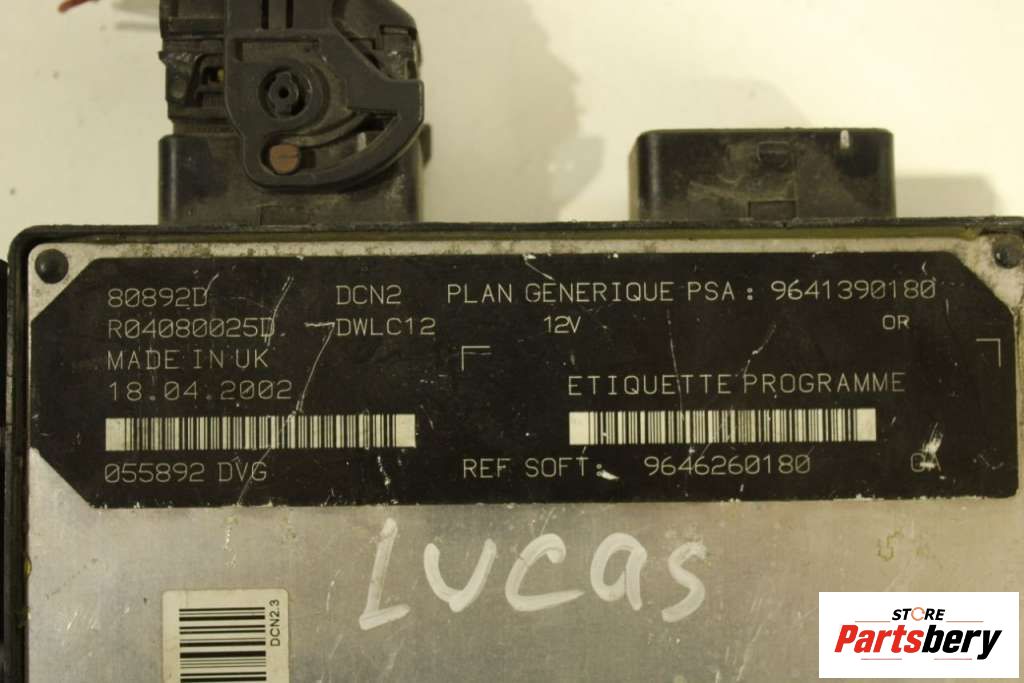 80892D DCN2 PLAN GENERIQUE PSA : 9641390180
R04080025D DWLC12 12V OR
MADE IN UK
18.04.2002 ETIQUETTE PROGRAMME
055892 DVG REF SOFT: 9646260180
Lucas
DCN2.3
STORE
Partsbery